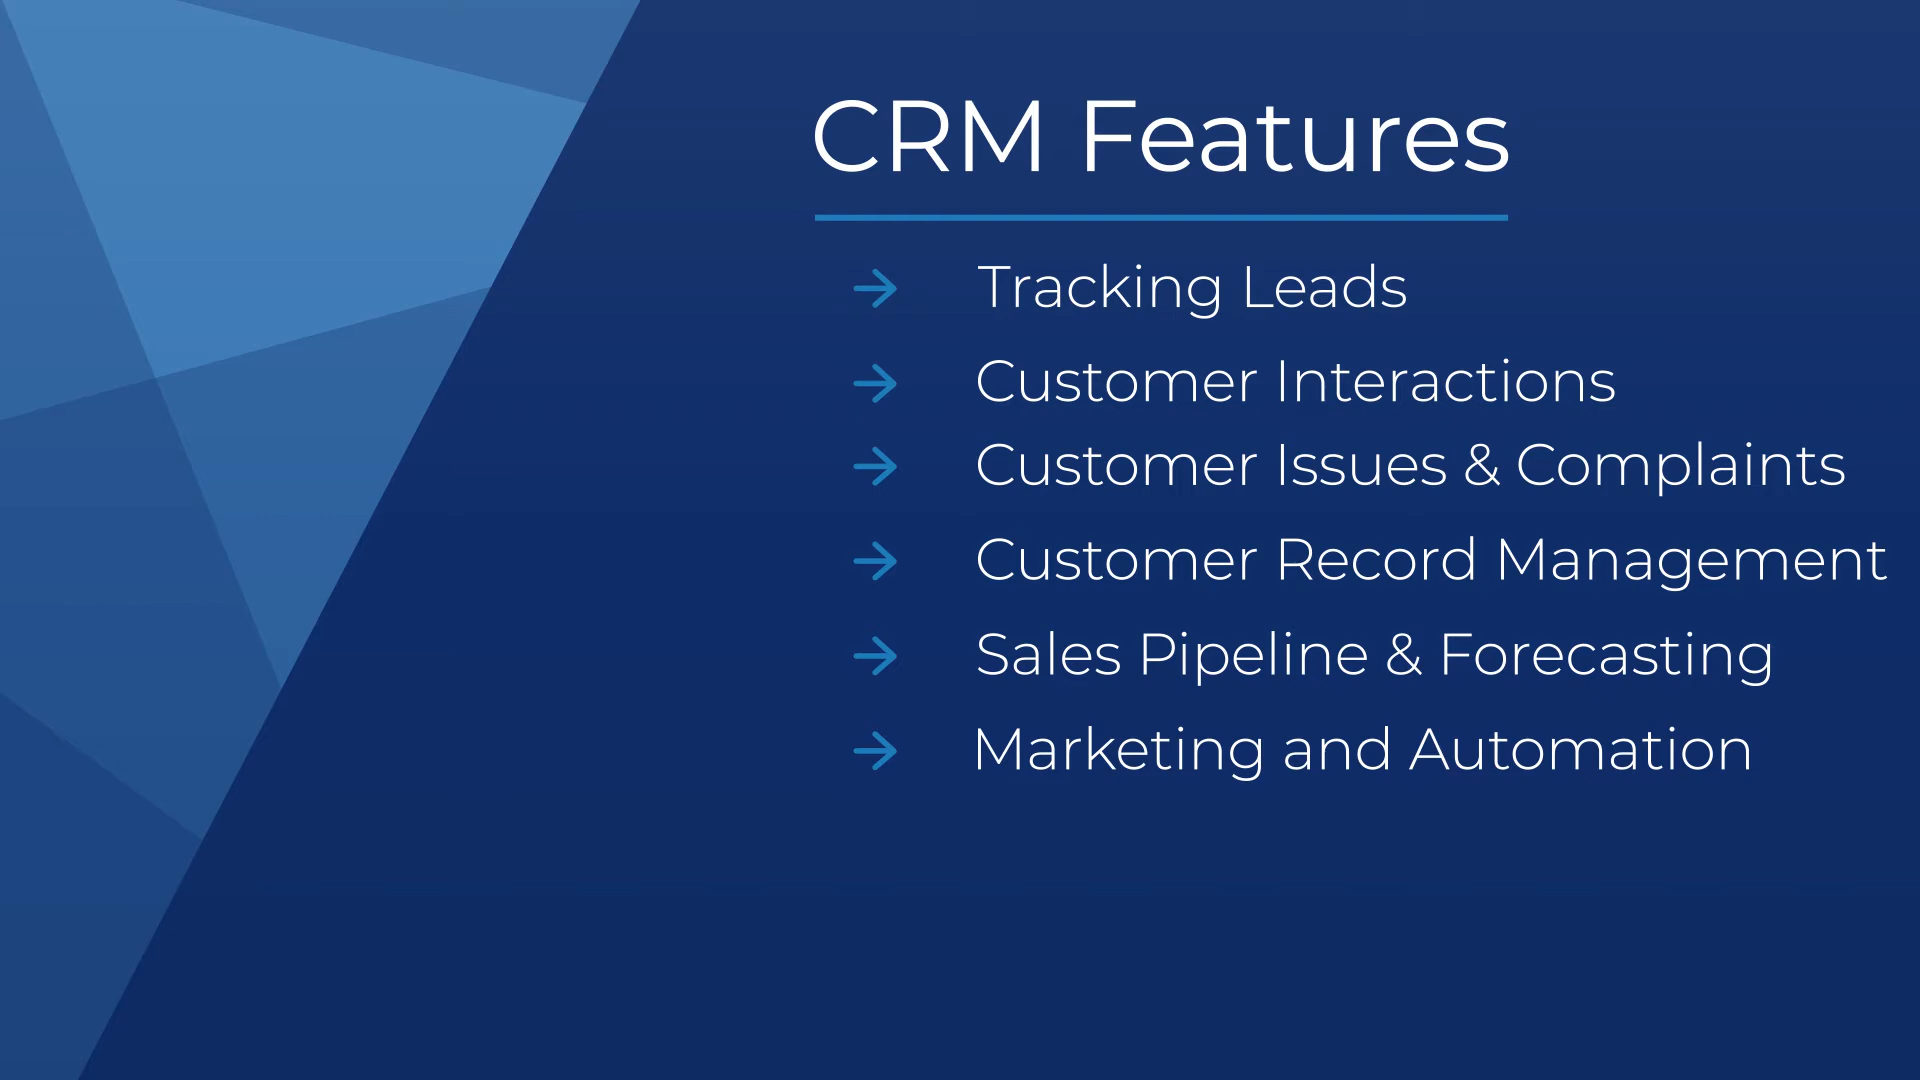 CRM Features
Tracking Leads
Customer Interactions
Customer Issues & Complaints
Customer Record Management
Sales Pipeline & Forecasting
Marketing and Automation